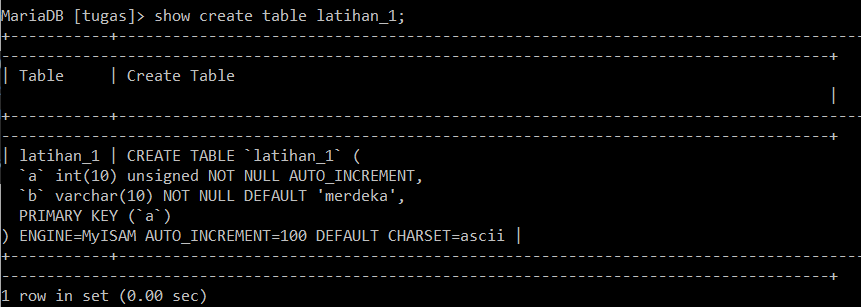 MariaDB [tugas]> show create table latihan_1;
+-----------+--------------------------------------------------------------------------------
------------------------------------------------------------------------------------------+
| Table     | Create Table
                                                                                          |
+-----------+--------------------------------------------------------------------------------
------------------------------------------------------------------------------------------+
| latihan_1 | CREATE TABLE `latihan_1` (
  `a` int(10) unsigned NOT NULL AUTO_INCREMENT,
  `b` varchar(10) NOT NULL DEFAULT 'merdeka',
  PRIMARY KEY (`a`)
) ENGINE=MyISAM AUTO_INCREMENT=100 DEFAULT CHARSET=ascii |
+-----------+--------------------------------------------------------------------------------
------------------------------------------------------------------------------------------+
1 row in set (0.00 sec)